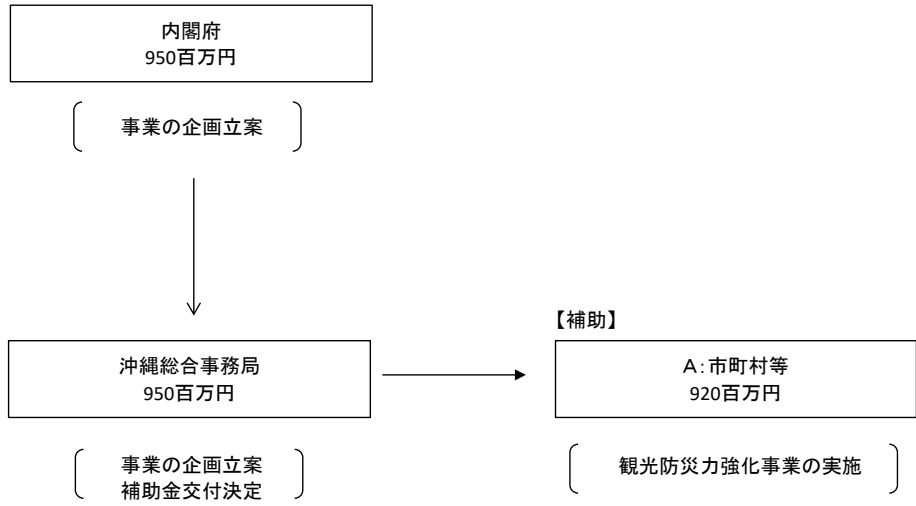 内閣府
950百万円
事業の企画立案
沖縄総合事務局
950百万円
事業の企画立案
補助金交付決定
【補助】
A:市町村等
920百万円
観光防災力強化事業の実施